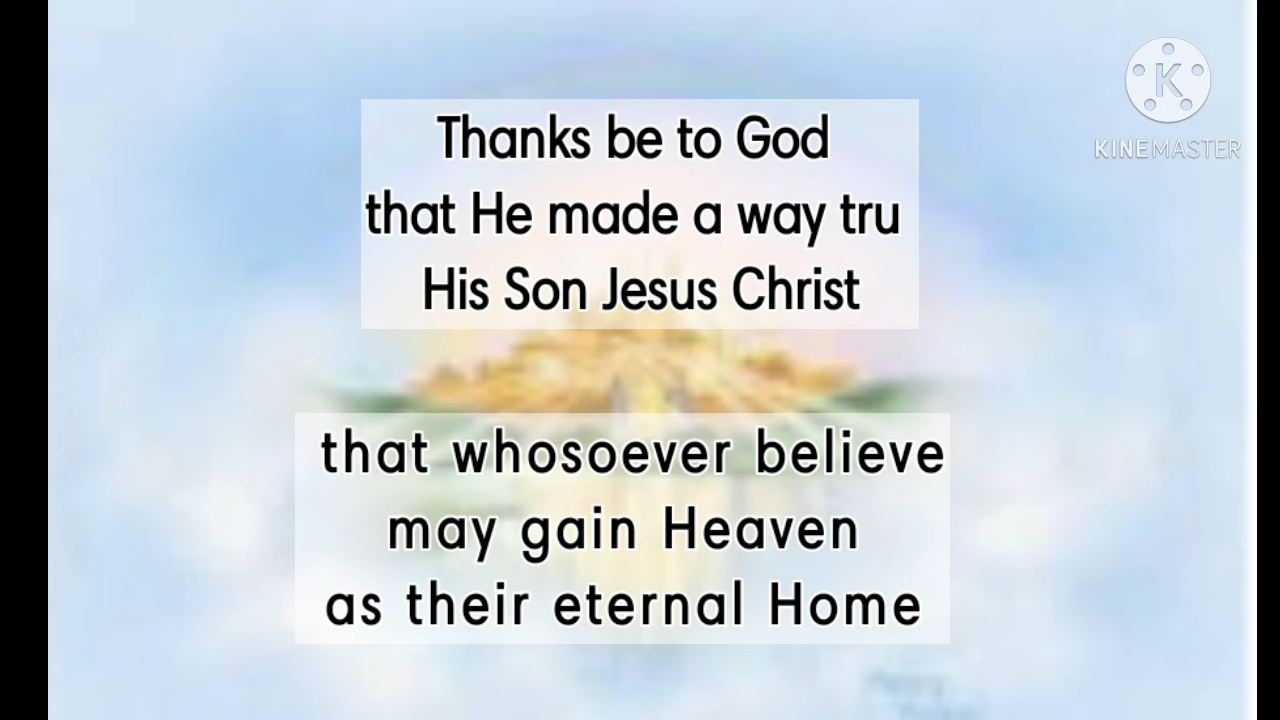 Thanks be to God
that He made a way tru
His Son Jesus Christ
that whosoever believe
may gain Heaven
as their eternal Home
K
KINEMASTER